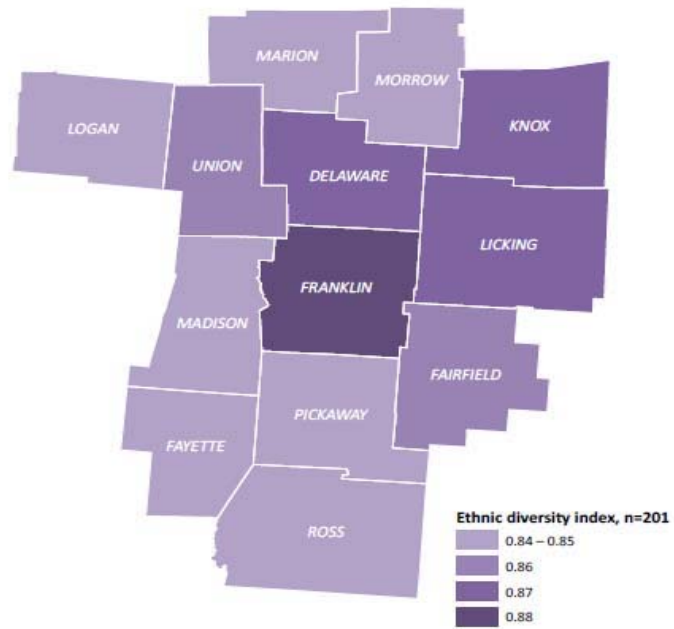 MARION
MORROW
LOGAN
KNOX
UNION
DELAWARE
LICKING
FRANKLIN
MADISON
FAIRFIELD
PICKAWAY
FAYETTE
ROSS
Ethnic diversity index, n=201
0.84 – 0.85
0.86
0.87
0.88